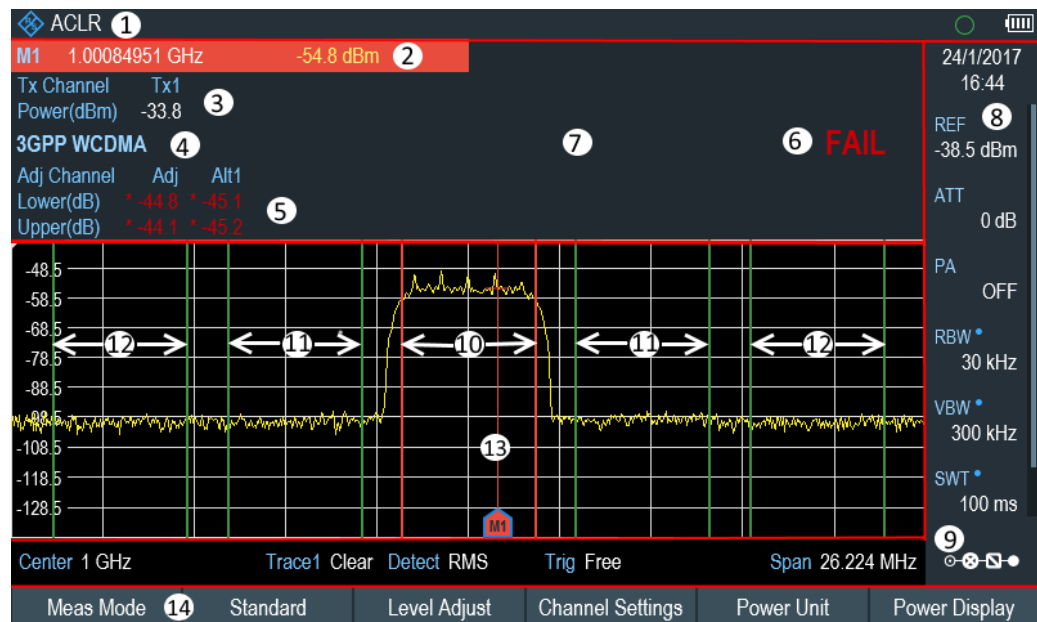 ACLR 1
M1 1.00084951 GHz -54.8 dBm 2
Tx Channel Tx1
Power(dBm) -33.8 3
3GPP WCDMA 4
7
6 FAIL
Adj Channel Adj Alt1
Lower(dB) * -44.8 * -45.1
Upper(dB) * -44.1 * -45.2
5
24/1/2017
16:44
REF 8
-38.5 dBm
ATT
0 dB
PA
OFF
RBW
30 kHz
VBW
300 kHz
SWT
100 ms
9
-48.5
-58.5
-68.5
-78.5
-88.5
-98.5
-108.5
-118.5
-128.5
12 11 10 11 12
13
M1
Center 1 GHz Trace1 Clear Detect RMS Trig Free Span 26.224 MHz
Meas Mode 14 Standard Level Adjust Channel Settings Power Unit Power Display